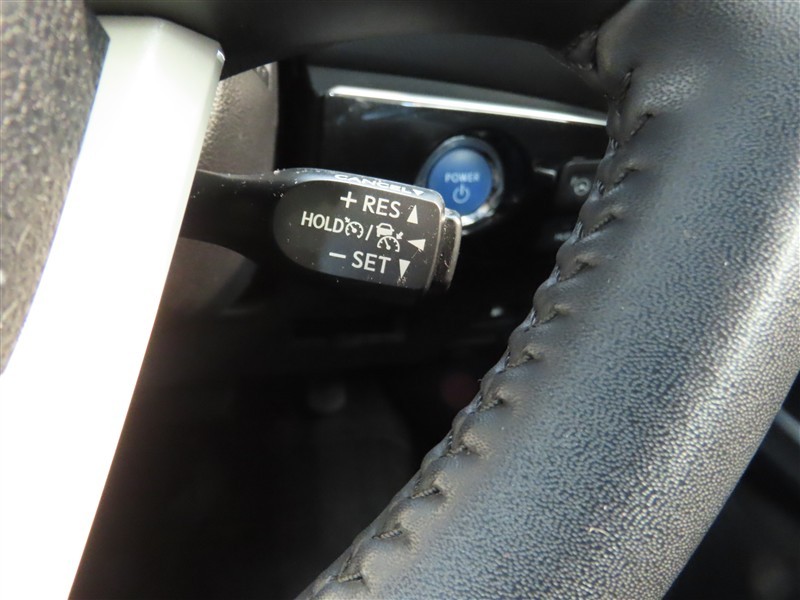 CANCEL
+ RES ▲
HOLD / ◀
− SET ▼
POWER